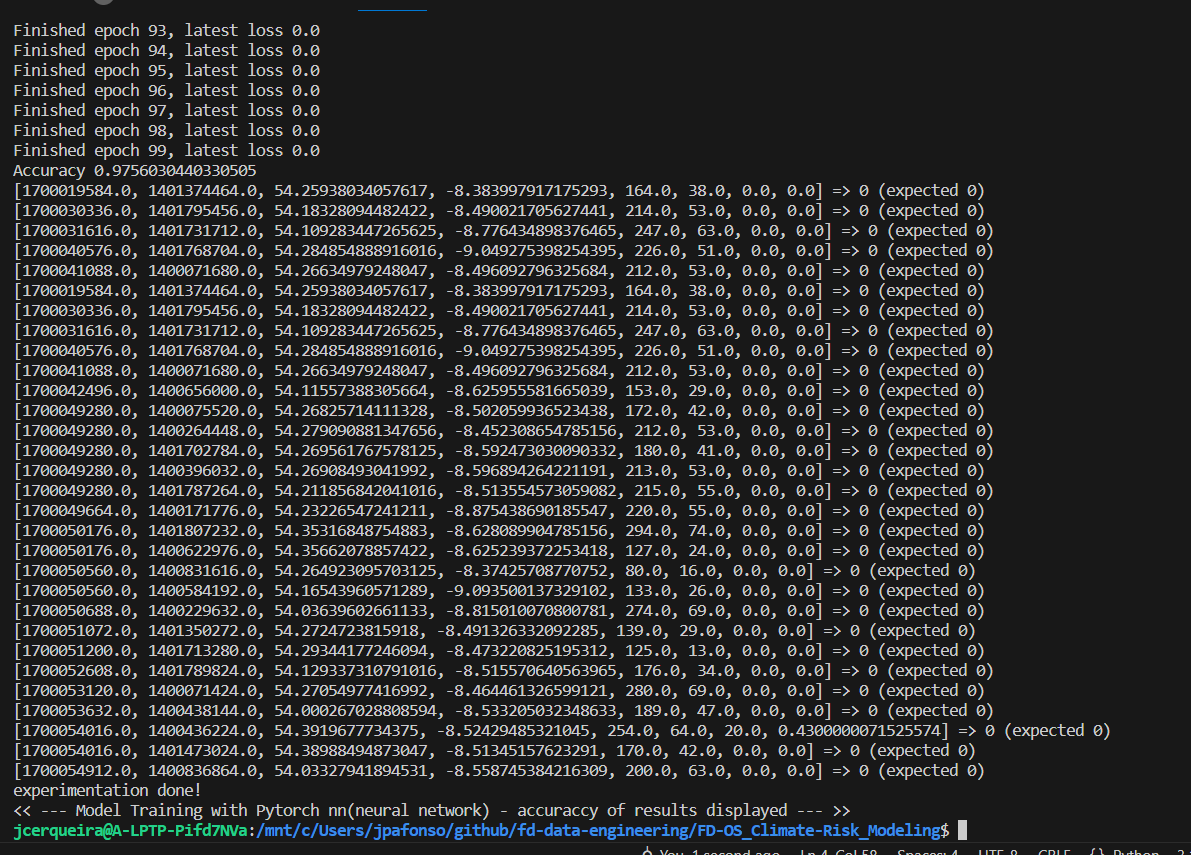 Finished epoch 93, latest loss 0.0
Finished epoch 94, latest loss 0.0
Finished epoch 95, latest loss 0.0
Finished epoch 96, latest loss 0.0
Finished epoch 97, latest loss 0.0
Finished epoch 98, latest loss 0.0
Finished epoch 99, latest loss 0.0
Accuracy 0.9756030440330505
[1700019584.0, 1401374464.0, 54.25938034057617, -8.383997917175293, 164.0, 38.0, 0.0, 0.0] => 0 (expected 0)
[1700030336.0, 1401795456.0, 54.18328094482422, -8.490021705627441, 214.0, 53.0, 0.0, 0.0] => 0 (expected 0)
[1700031616.0, 1401731712.0, 54.109283447265625, -8.776434898376465, 247.0, 63.0, 0.0, 0.0] => 0 (expected 0)
[1700040576.0, 1401768704.0, 54.284854888916016, -9.049275398254395, 226.0, 51.0, 0.0, 0.0] => 0 (expected 0)
[1700041088.0, 1400071680.0, 54.26634979248047, -8.496092796325684, 212.0, 53.0, 0.0, 0.0] => 0 (expected 0)
[1700019584.0, 1401374464.0, 54.25938034057617, -8.383997917175293, 164.0, 38.0, 0.0, 0.0] => 0 (expected 0)
[1700030336.0, 1401795456.0, 54.18328094482422, -8.490021705627441, 214.0, 53.0, 0.0, 0.0] => 0 (expected 0)
[1700031616.0, 1401731712.0, 54.109283447265625, -8.776434898376465, 247.0, 63.0, 0.0, 0.0] => 0 (expected 0)
[1700040576.0, 1401768704.0, 54.284854888916016, -9.049275398254395, 226.0, 51.0, 0.0, 0.0] => 0 (expected 0)
[1700041088.0, 1400071680.0, 54.26634979248047, -8.496092796325684, 212.0, 53.0, 0.0, 0.0] => 0 (expected 0)
[1700042496.0, 1400656000.0, 54.11557388305664, -8.625955581665039, 153.0, 29.0, 0.0, 0.0] => 0 (expected 0)
[1700049280.0, 1400075520.0, 54.26825714111328, -8.502059936523438, 172.0, 42.0, 0.0, 0.0] => 0 (expected 0)
[1700049280.0, 1400264448.0, 54.279090881347656, -8.452308654785156, 212.0, 53.0, 0.0, 0.0] => 0 (expected 0)
[1700049280.0, 1401702784.0, 54.269561767578125, -8.592473030090332, 180.0, 41.0, 0.0, 0.0] => 0 (expected 0)
[1700049280.0, 1400396032.0, 54.26908493041992, -8.596894264221191, 213.0, 53.0, 0.0, 0.0] => 0 (expected 0)
[1700049280.0, 1401787264.0, 54.211856842041016, -8.513554573059082, 215.0, 55.0, 0.0, 0.0] => 0 (expected 0)
[1700049664.0, 1400171776.0, 54.23226547241211, -8.875438690185547, 220.0, 55.0, 0.0, 0.0] => 0 (expected 0)
[1700050176.0, 1401807232.0, 54.35316848754883, -8.628089904785156, 294.0, 74.0, 0.0, 0.0] => 0 (expected 0)
[1700050176.0, 1400622976.0, 54.35662078857422, -8.625239372253418, 127.0, 24.0, 0.0, 0.0] => 0 (expected 0)
[1700050560.0, 1400831616.0, 54.264923095703125, -8.37425708770752, 80.0, 16.0, 0.0, 0.0] => 0 (expected 0)
[1700050560.0, 1400584192.0, 54.16543960571289, -9.093500137329102, 133.0, 26.0, 0.0, 0.0] => 0 (expected 0)
[1700050688.0, 1400229632.0, 54.03639602661133, -8.815010070800781, 274.0, 69.0, 0.0, 0.0] => 0 (expected 0)
[1700051072.0, 1401350272.0, 54.2724723815918, -8.491326332092285, 139.0, 29.0, 0.0, 0.0] => 0 (expected 0)
[1700051200.0, 1401713280.0, 54.29344177246094, -8.473220825195312, 125.0, 13.0, 0.0, 0.0] => 0 (expected 0)
[1700052608.0, 1401789824.0, 54.129337310791016, -8.515570640563965, 176.0, 34.0, 0.0, 0.0] => 0 (expected 0)
[1700053120.0, 1400071424.0, 54.27054977416992, -8.464461326599121, 280.0, 69.0, 0.0, 0.0] => 0 (expected 0)
[1700053632.0, 1400438144.0, 54.000267028808594, -8.533205032348633, 189.0, 47.0, 0.0, 0.0] => 0 (expected 0)
[1700054016.0, 1400436224.0, 54.3919677734375, -8.52429485321045, 254.0, 64.0, 20.0, 0.4300000071525574] => 0 (expected 0)
[1700054016.0, 1401473024.0, 54.38988494873047, -8.51345157623291, 170.0, 42.0, 0.0, 0.0] => 0 (expected 0)
[1700054912.0, 1400836864.0, 54.03327941894531, -8.558745384216309, 200.0, 63.0, 0.0, 0.0] => 0 (expected 0)
experimentation done!
<< --- Model Training with Pytorch nn(neural network) - accuraccy of results displayed --- >>
jcerqueira@A-LPTP-Pifd7NVa:/mnt/c/Users/jpafonso/github/fd-data-engineering/FD-OS_Climate-Risk_Modeling$
You, 1 second ago Ln 4, Col 58 Spaces: 4 UTF-8 CRLF {} Python